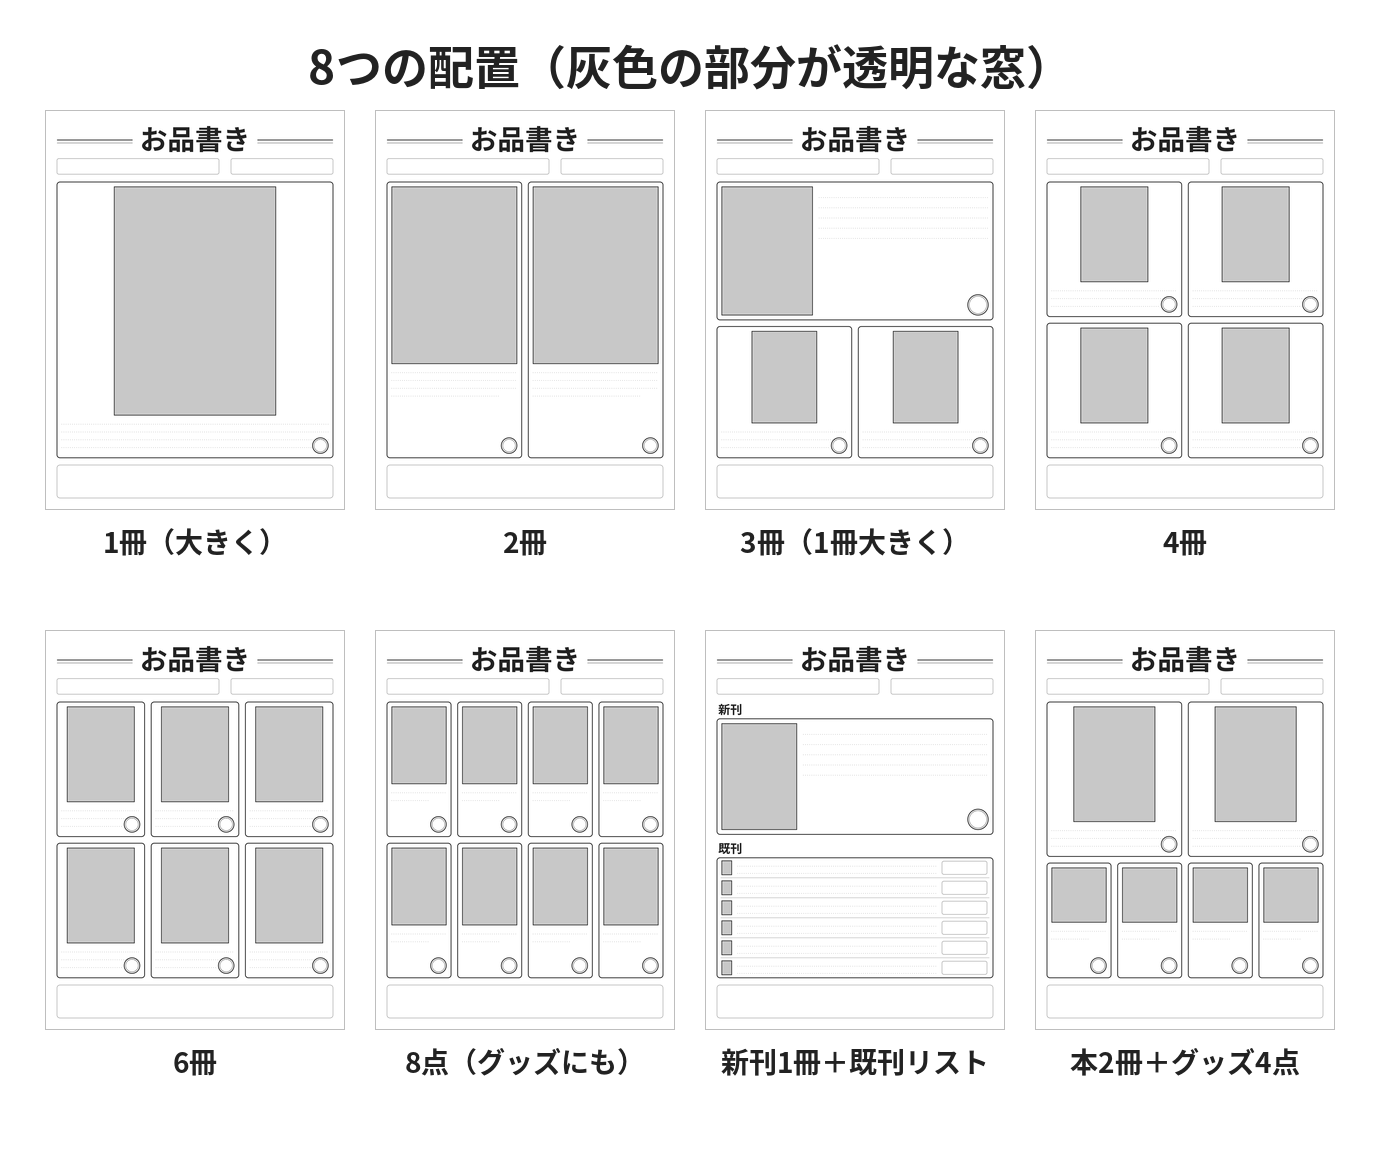 8つの配置（灰色の部分が透明な窓）
お品書き
お品書き
お品書き
お品書き
1冊（大きく）
2冊
3冊（1冊大きく）
4冊
お品書き
お品書き
お品書き
お品書き
新刊
既刊
6冊
8点（グッズにも）
新刊1冊＋既刊リスト
本2冊＋グッズ4点